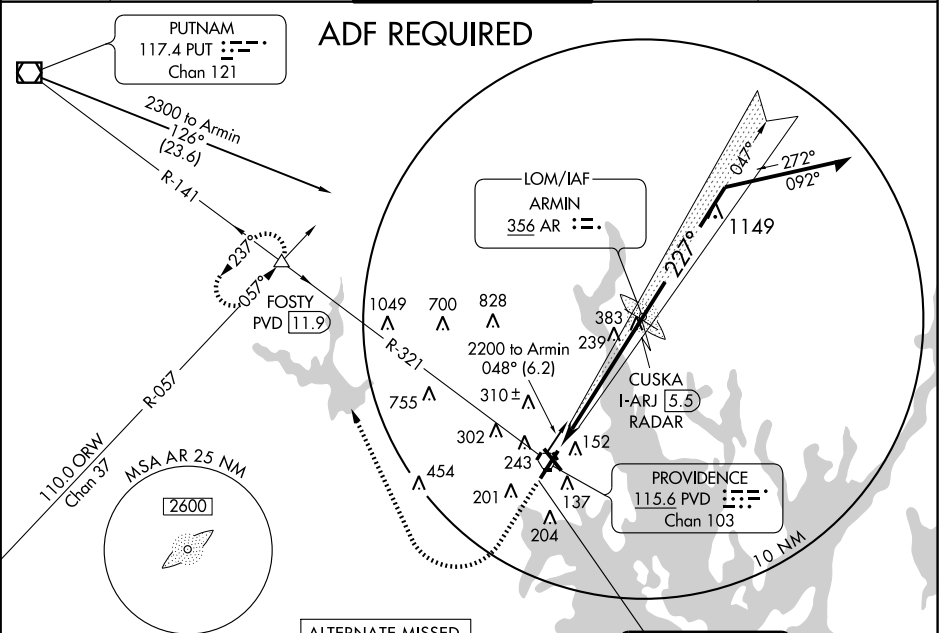 PUTNAM
117.4 PUT
Chan 121
ADF REQUIRED
2300 to Armin
126°
(23.6)
R-141
047°
272°
092°
LOM/IAF
ARMIN
356 AR
1149
227°
237°
057°
FOSTY
PVD 11.9
1049
700
828
383
239
R-321
2200 to Armin
048° (6.2)
CUSKA
I-ARJ 5.5
RADAR
R-057
755
310±
302
243
152
110.0 ORW
Chan 37
454
201
137
204
PROVIDENCE
115.6 PVD
Chan 103
MSA AR 25 NM
2600
10 NM
ALTERNATE MISSED